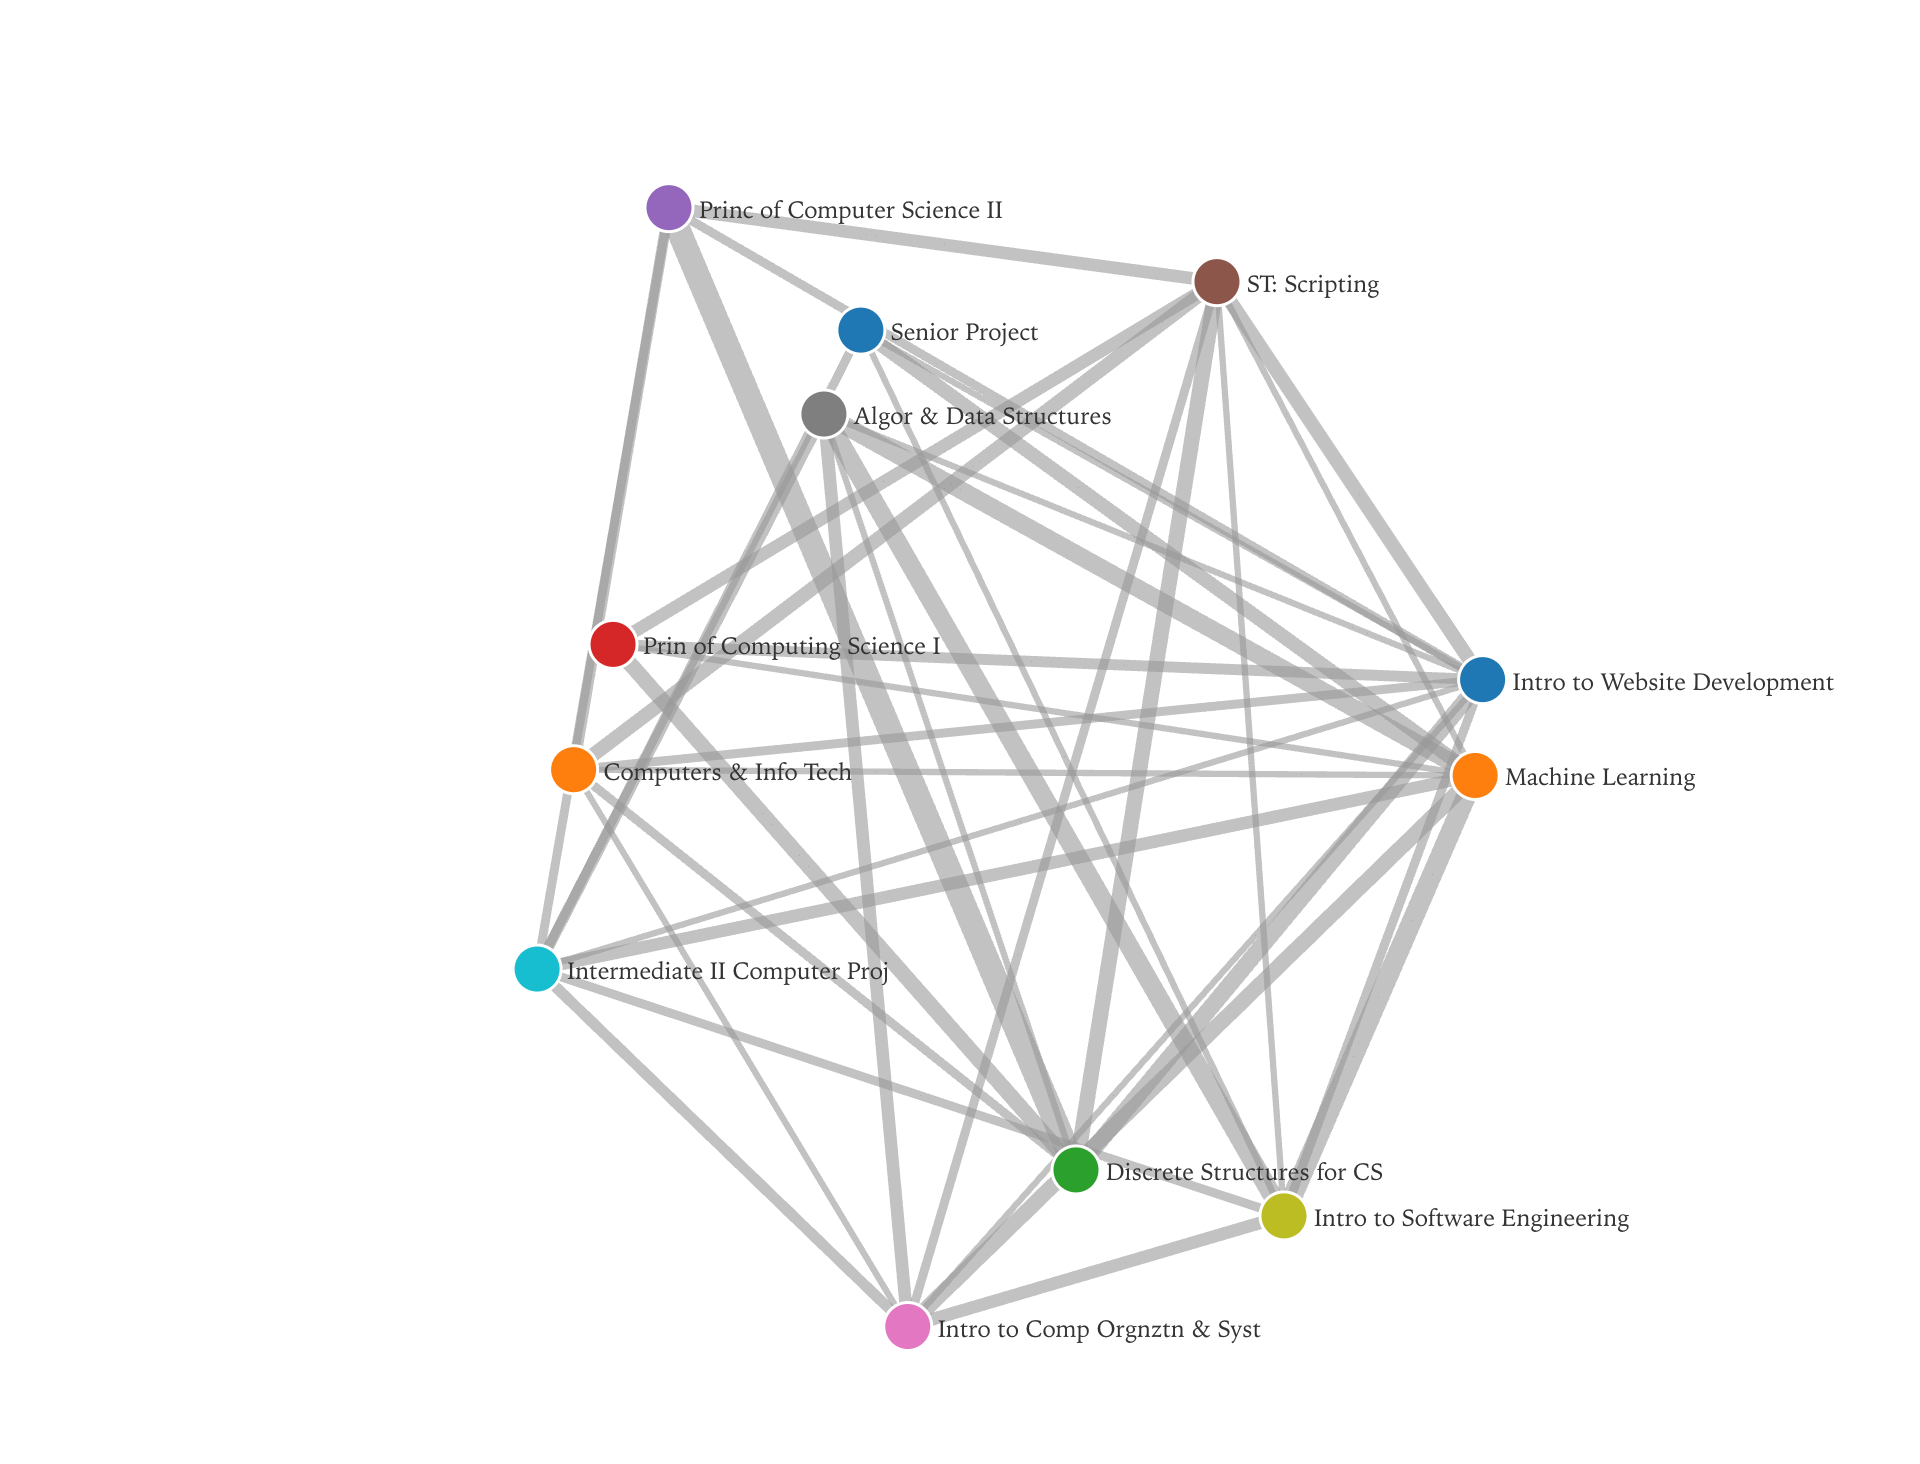 Princ of Computer Science II
ST: Scripting
Senior Project
Algor & Data Structures
Prin of Computing Science I
Intro to Website Development
Computers & Info Tech
Machine Learning
Intermediate II Computer Proj
Discrete Structures for CS
Intro to Software Engineering
Intro to Comp Orgnztn & Syst